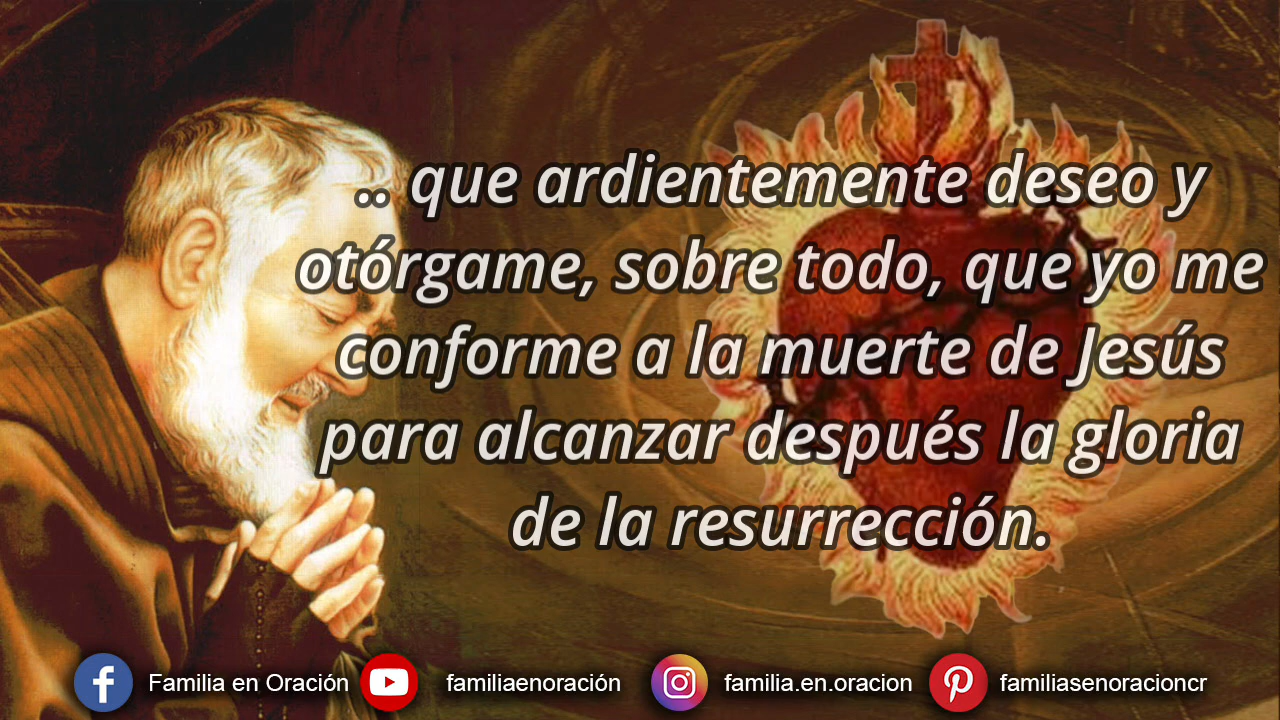 .. que ardientemente deseo y
otórgame, sobre todo, que yo me
conforme a la muerte de Jesús
para alcanzar después la gloria
de la resurrección.
Familia en Oración familiaenoración familia.en.oracion familiasenoracioncr